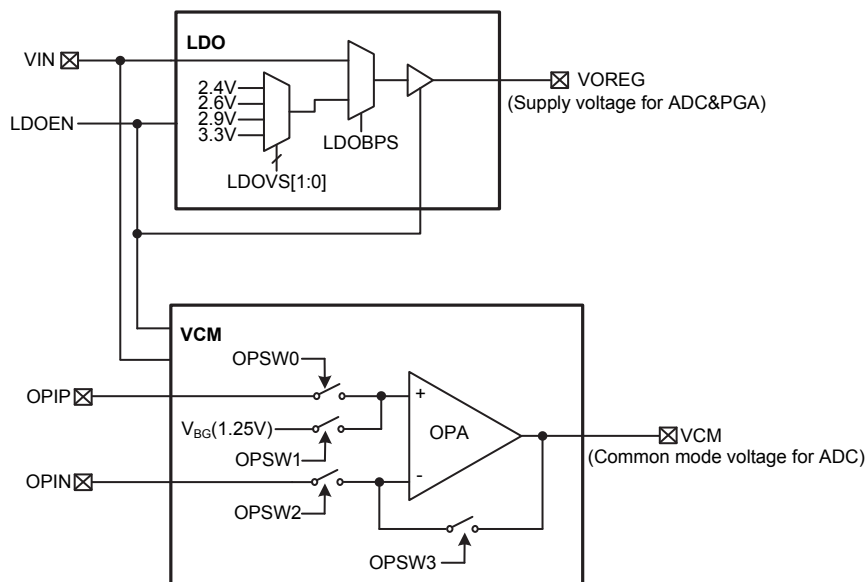 LDO
VIN
VOREG
(Supply voltage for ADC&PGA)
2.4V
2.6V
2.9V
3.3V
LDOEN
LDOBPS
LDOVS[1:0]
VCM
OPSW0
OPIP
+
VBG(1.25V)
OPA
VCM
(Common mode voltage for ADC)
OPSW1
OPIN
-
OPSW2
OPSW3